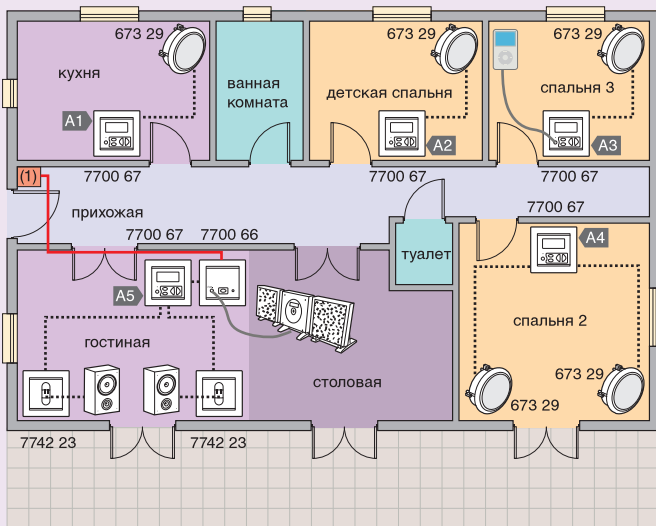 673 29
673 29
673 29
кухня
ванная
комната
детская спальня
спальня 3
A1
A2
A3
(1)
7700 67
7700 67
7700 67
прихожая
7700 67
7700 67
7700 66
A4
туалет
A5
гостиная
спальня 2
столовая
673 29
673 29
7742 23
7742 23